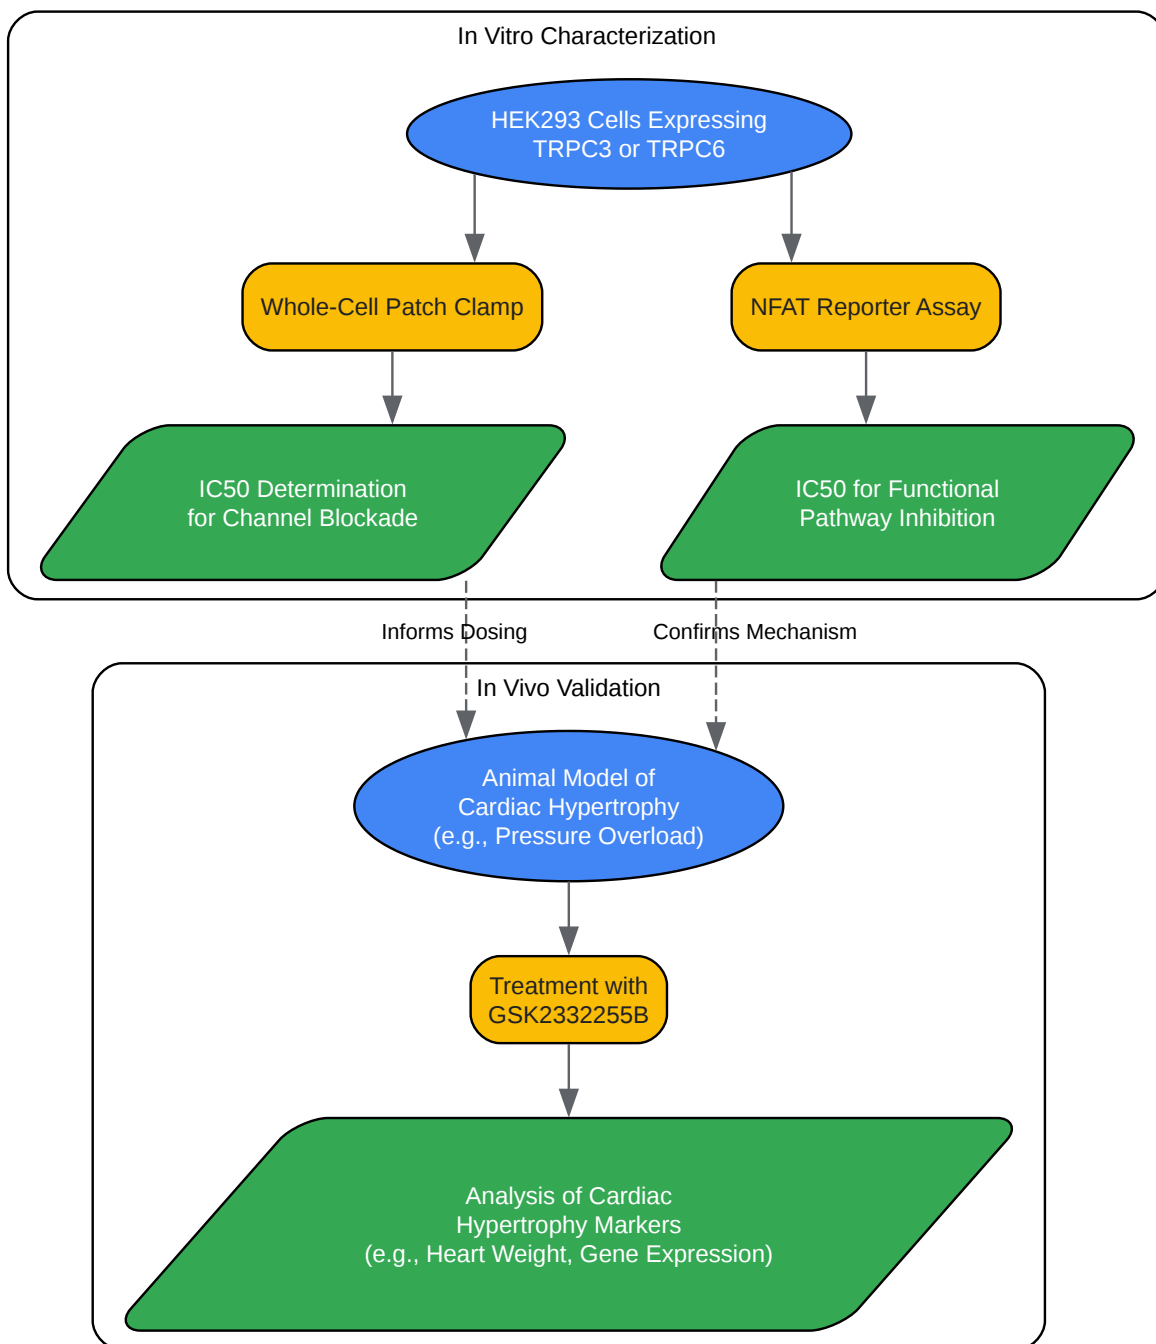 In Vitro Characterization
HEK293 Cells Expressing
TRPC3 or TRPC6
Whole-Cell Patch Clamp
NFAT Reporter Assay
IC50 Determination
for Channel Blockade
IC50 for Functional
Pathway Inhibition
Informs Dosing
Confirms Mechanism
In Vivo Validation
Animal Model of
Cardiac Hypertrophy
(e.g., Pressure Overload)
Treatment with
GSK2332255B
Analysis of Cardiac
Hypertrophy Markers
(e.g., Heart Weight, Gene Expression)